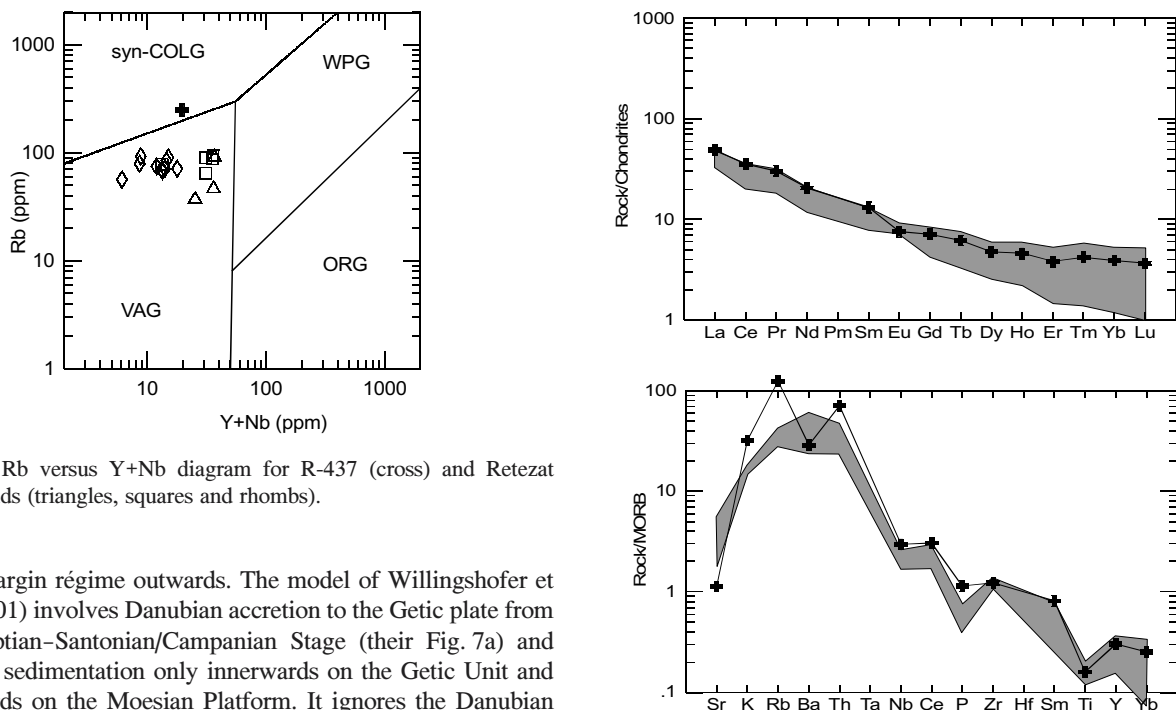 1000
100
10
1
Rb (ppm)
syn-COLG
WPG
VAG
ORG
10
100
1000
Y+Nb (ppm)
Rb versus Y+Nb diagram for R-437 (cross) and Retezat
ds (triangles, squares and rhombs).
argin régime outwards. The model of Willingshofer et
01) involves Danubian accretion to the Getic plate from
ptian–Santonian/Campanian Stage (their Fig. 7a) and
sedimentation only innerwards on the Getic Unit and
ds on the Moesian Platform. It ignores the Danubian
1000
100
10
1
Rock/Chondrites
La Ce Pr Nd Pm Sm Eu Gd Tb Dy Ho Er Tm Yb Lu
100
10
1
.1
Rock/MORB
Sr K Rb Ba Th Ta Nb Ce P Zr Hf Sm Ti Y Yb